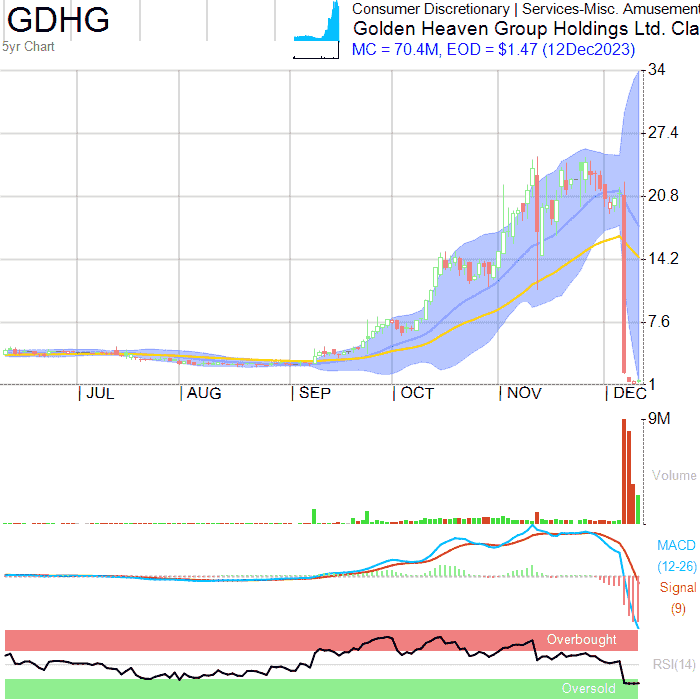 GDHG
5yr Chart
Consumer Discretionary | Services-Misc. Amusement
Golden Heaven Group Holdings Ltd. Cla
MC = 70.4M, EOD = $1.47 (12Dec2023)
34
27.4
20.8
14.2
7.6
1
JUL
AUG
SEP
OCT
NOV
DEC
9M
Volume
MACD
(12-26)
Signal
(9)
Overbought
RSI(14)
Oversold